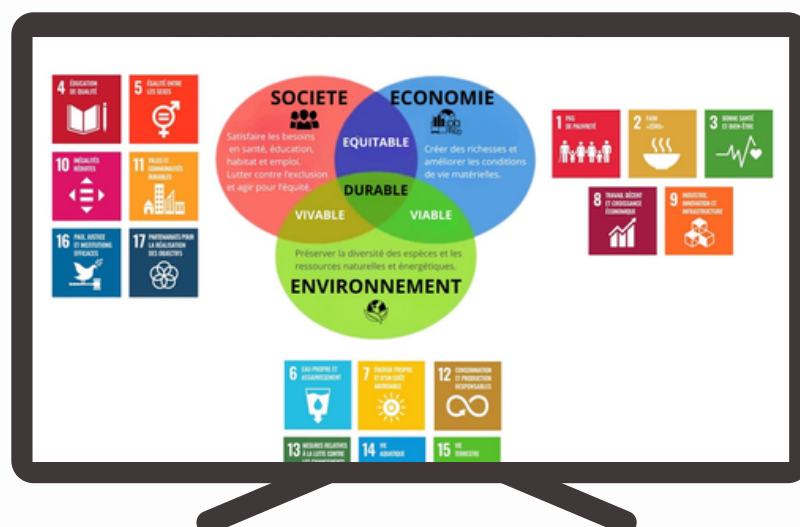 4 ÉDUCATION
DE QUALITÉ
5 ÉGALITÉ ENTRE
LES SEXES
10 INÉGALITÉS
RÉDUITES
11 VILLES ET
COMMUNAUTÉS
DURABLES
16 PAIX, JUSTICE
ET INSTITUTIONS
EFFICACES
17 PARTENARIATS POUR
LA RÉALISATION
DES OBJECTIFS
SOCIETE
Satisfaire les besoins
en santé, éducation,
habitat et emploi.
Lutter contre l'exclusion
et agir pour l'équité.
ECONOMIE
Créer des richesses et
améliorer les conditions
de vie matérielles.
EQUITABLE
DURABLE
VIVABLE
VIABLE
Préserver la diversité des espèces et les
ressources naturelles et énergétiques.
ENVIRONNEMENT
1 PAS
DE PAUVRETÉ
2 FAIM
«ZÉRO»
3 BONNE SANTÉ
ET BIEN-ÊTRE
8 TRAVAIL DÉCENT
ET CROISSANCE
ÉCONOMIQUE
9 INDUSTRIE,
INNOVATION ET
INFRASTRUCTURE
6 EAU PROPRE ET
ASSAINISSEMENT
7 ÉNERGIE PROPRE
ET D'UN COÛT
ABORDABLE
12 CONSOMMATION
ET PRODUCTION
RESPONSABLES
13 MESURES RELATIVES
À LA LUTTE CONTRE
LES CHANGEMENTS
14 VIE
AQUATIQUE
15 VIE
TERRESTRE